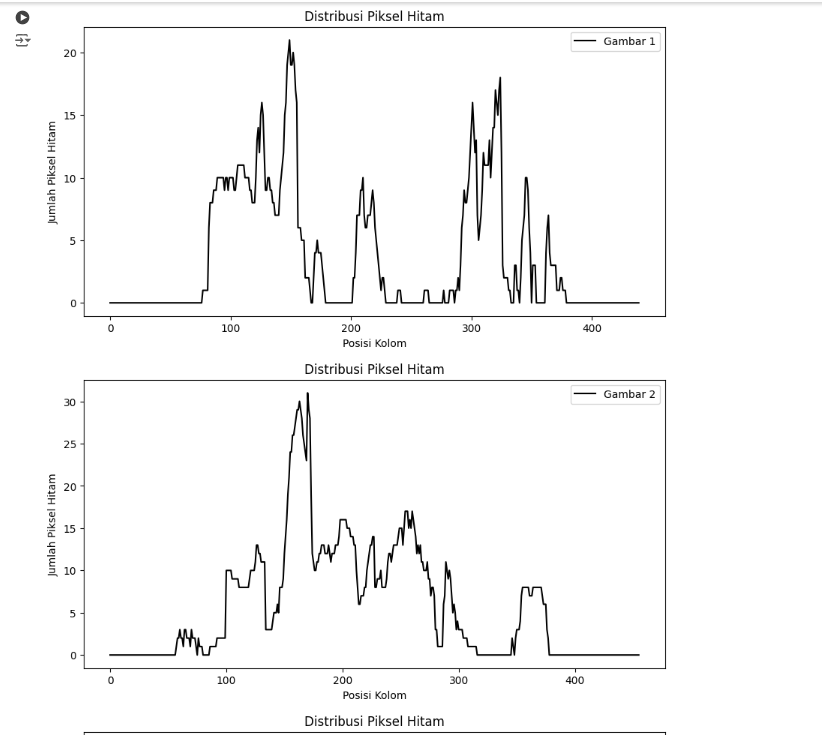 Distribusi Piksel Hitam
Gambar 1
20
15
10
5
0
Jumlah Piksel Hitam
0 100 200 300 400
Posisi Kolom
Distribusi Piksel Hitam
Gambar 2
30
25
20
15
10
5
0
Jumlah Piksel Hitam
0 100 200 300 400
Posisi Kolom
Distribusi Piksel Hitam